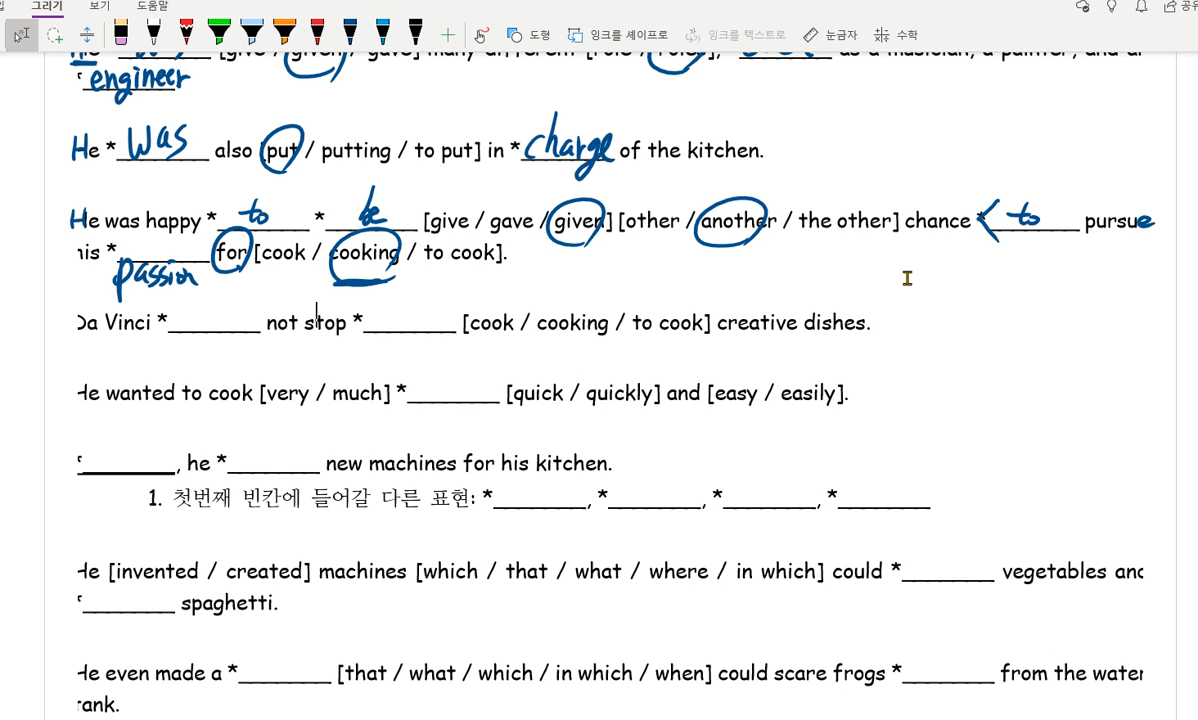 그리기 보기 도움말
도형 잉크를 셰이프로 잉크를 텍스트로 눈금자 수학
engineer
He * was also [put / putting / to put] in * charge of the kitchen.
He was happy * to * be [give / gave / given] [other / another / the other] chance * to pursue
his * passion for [cook / cooking / to cook].
Da Vinci *________ not stop *________ [cook / cooking / to cook] creative dishes.
He wanted to cook [very / much] *________ [quick / quickly] and [easy / easily].
*________, he *________ new machines for his kitchen.
1. 첫번째 빈칸에 들어갈 다른 표현: *________, *________, *________, *________
He [invented / created] machines [which / that / what / where / in which] could *________ vegetables and
*________ spaghetti.
He even made a *________ [that / what / which / in which / when] could scare frogs *________ from the water
tank.